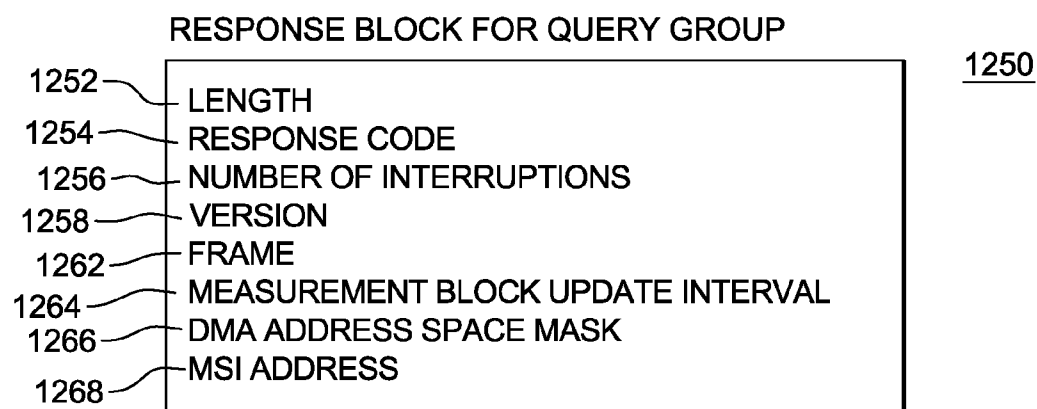 RESPONSE BLOCK FOR QUERY GROUP
1250
1252 LENGTH
1254 RESPONSE CODE
1256 NUMBER OF INTERRUPTIONS
1258 VERSION
1262 FRAME
1264 MEASUREMENT BLOCK UPDATE INTERVAL
1266 DMA ADDRESS SPACE MASK
1268 MSI ADDRESS